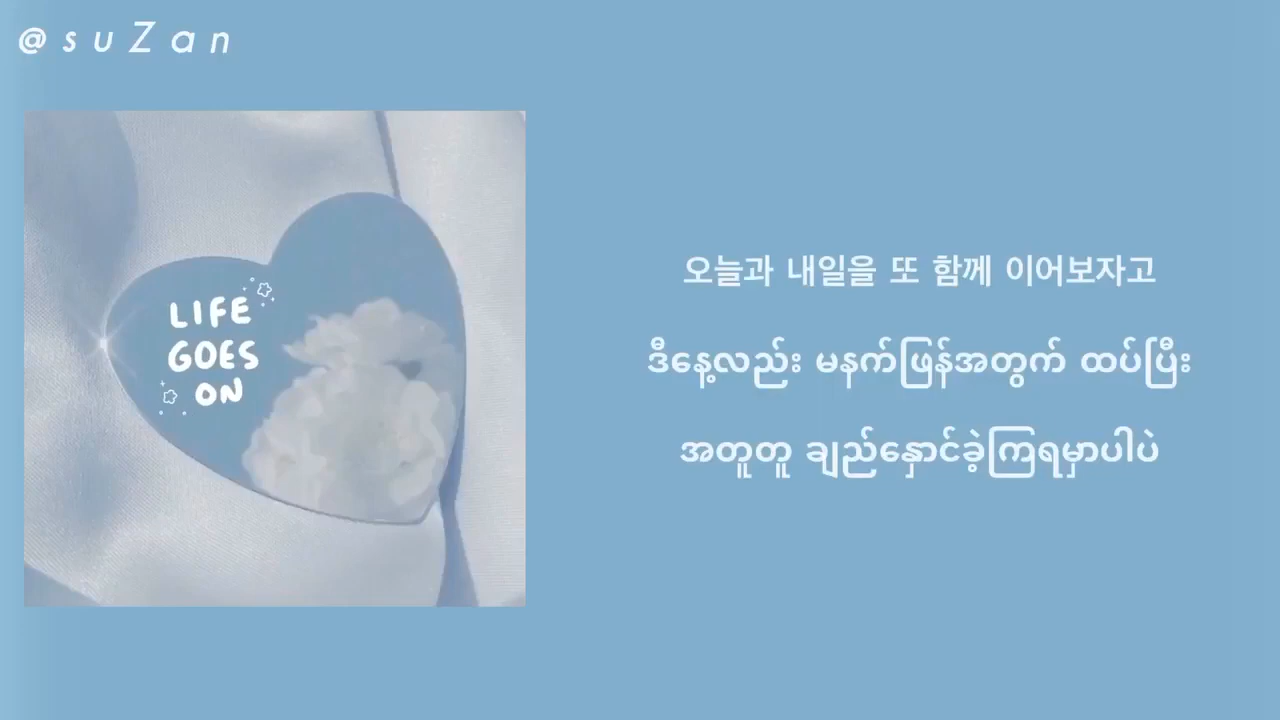 @suZan
LIFE
GOES
ON
오늘과 내일을 또 함께 이어보자고
ဒီနေ့လည်း မနက်ဖြန်အတွက် ထပ်ပြီး
အတူတူ ချည်နှောင်ခဲ့ကြရမှာပါပဲ